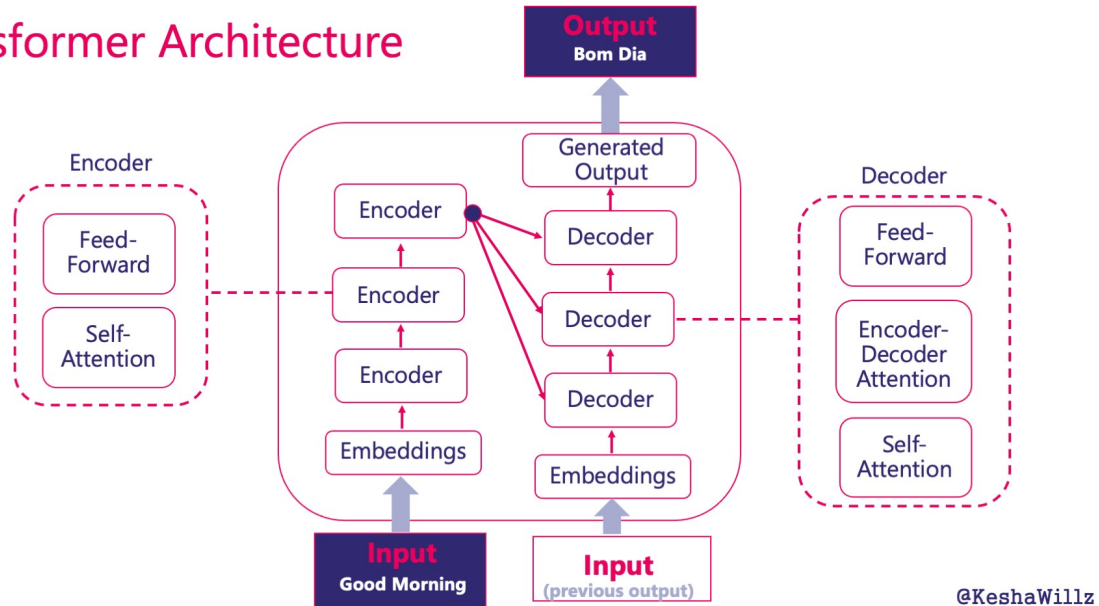 sformer Architecture
Output
Bom Dia
Encoder
Feed-
Forward
Self-
Attention
Encoder
Encoder
Encoder
Embeddings
Input
Good Morning
Generated
Output
Decoder
Decoder
Decoder
Embeddings
Input
(previous output)
Decoder
Feed-
Forward
Encoder-
Decoder
Attention
Self-
Attention
@KeshaWillz